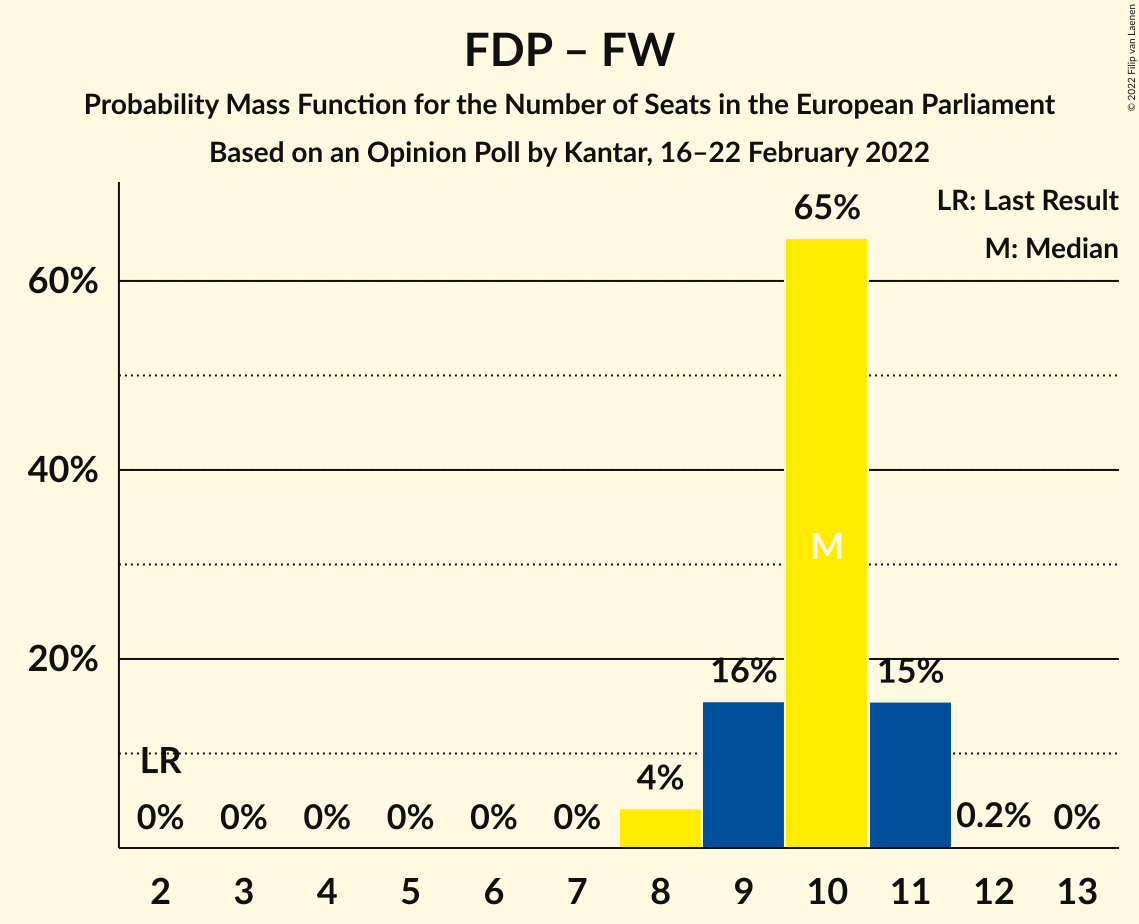 FDP – FW
Probability Mass Function for the Number of Seats in the European Parliament
Based on an Opinion Poll by Kantar, 16–22 February 2022
© 2022 Filip van Laenen
LR: Last Result
M: Median
65%
60%
40%
M
20%
16%
15%
LR
4%
0%
0%
0%
0%
0%
0%
0.2%
0%
2 3 4 5 6 7 8 9 10 11 12 13